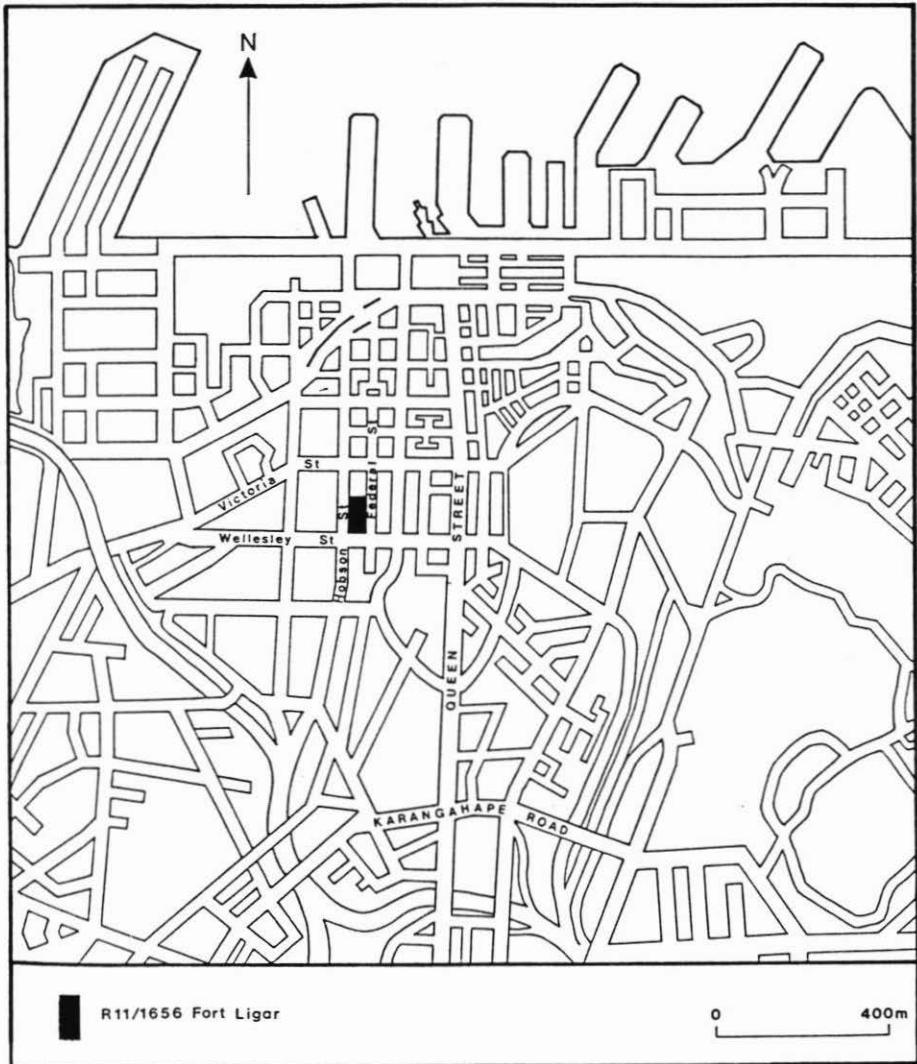 N
Victoria St
Federal St
Hobson St
Wellesley St
QUEEN STREET
KARANGAHAPE ROAD
R11/1656 Fort Ligar
0 400m